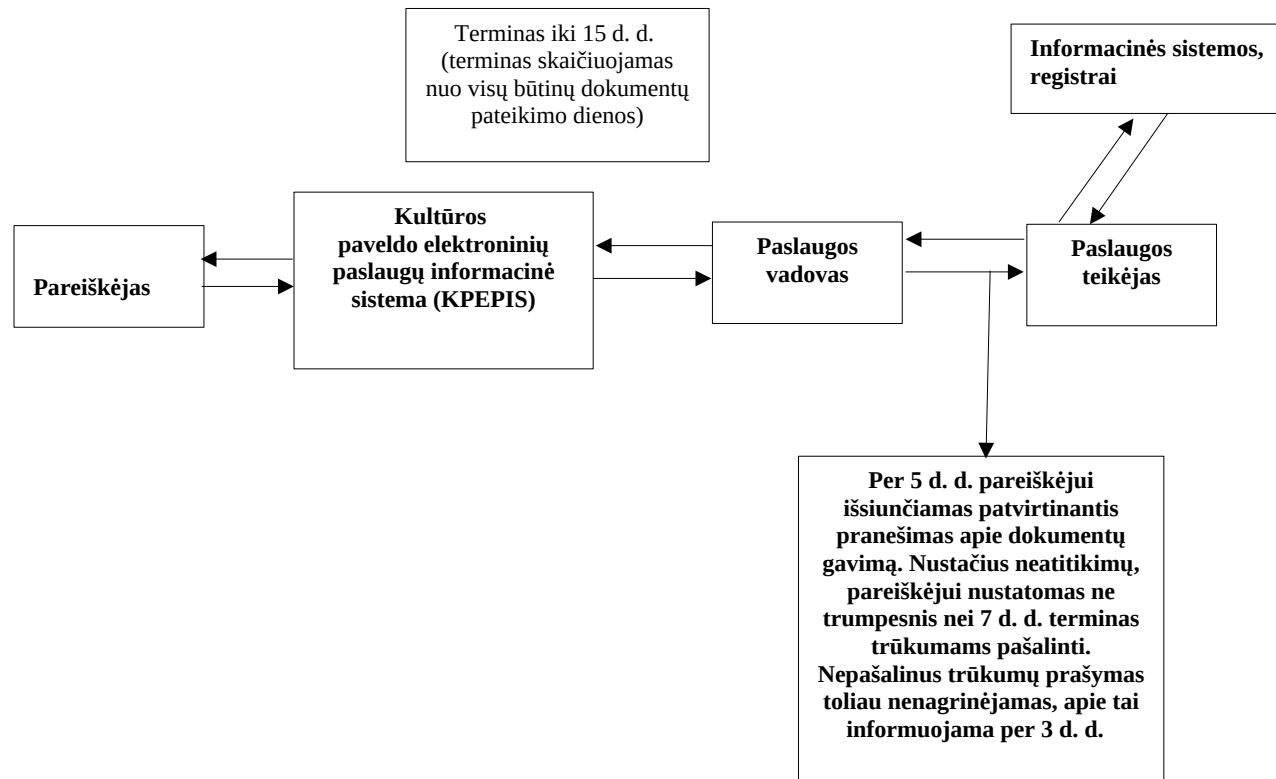 Terminas iki 15 d. d.
(terminas skaičiuojamas
nuo visų būtinų dokumentų
pateikimo dienos)
Informacinės sistemos,
registrai
Pareiškėjas
Kultūros
paveldo elektroninių
paslaugų informacinė
sistema (KPEPIS)
Paslaugos
vadovas
Paslaugos
teikėjas
Per 5 d. d. pareiškėjui
išsiunčiamas patvirtinantis
pranešimas apie dokumentų
gavimą. Nustačius neatitikimų,
pareiškėjui nustatomas ne
trumpesnis nei 7 d. d. terminas
trūkumams pašalinti.
Nepašalinus trūkumų prašymas
toliau nenagrinėjamas, apie tai
informuojama per 3 d. d.